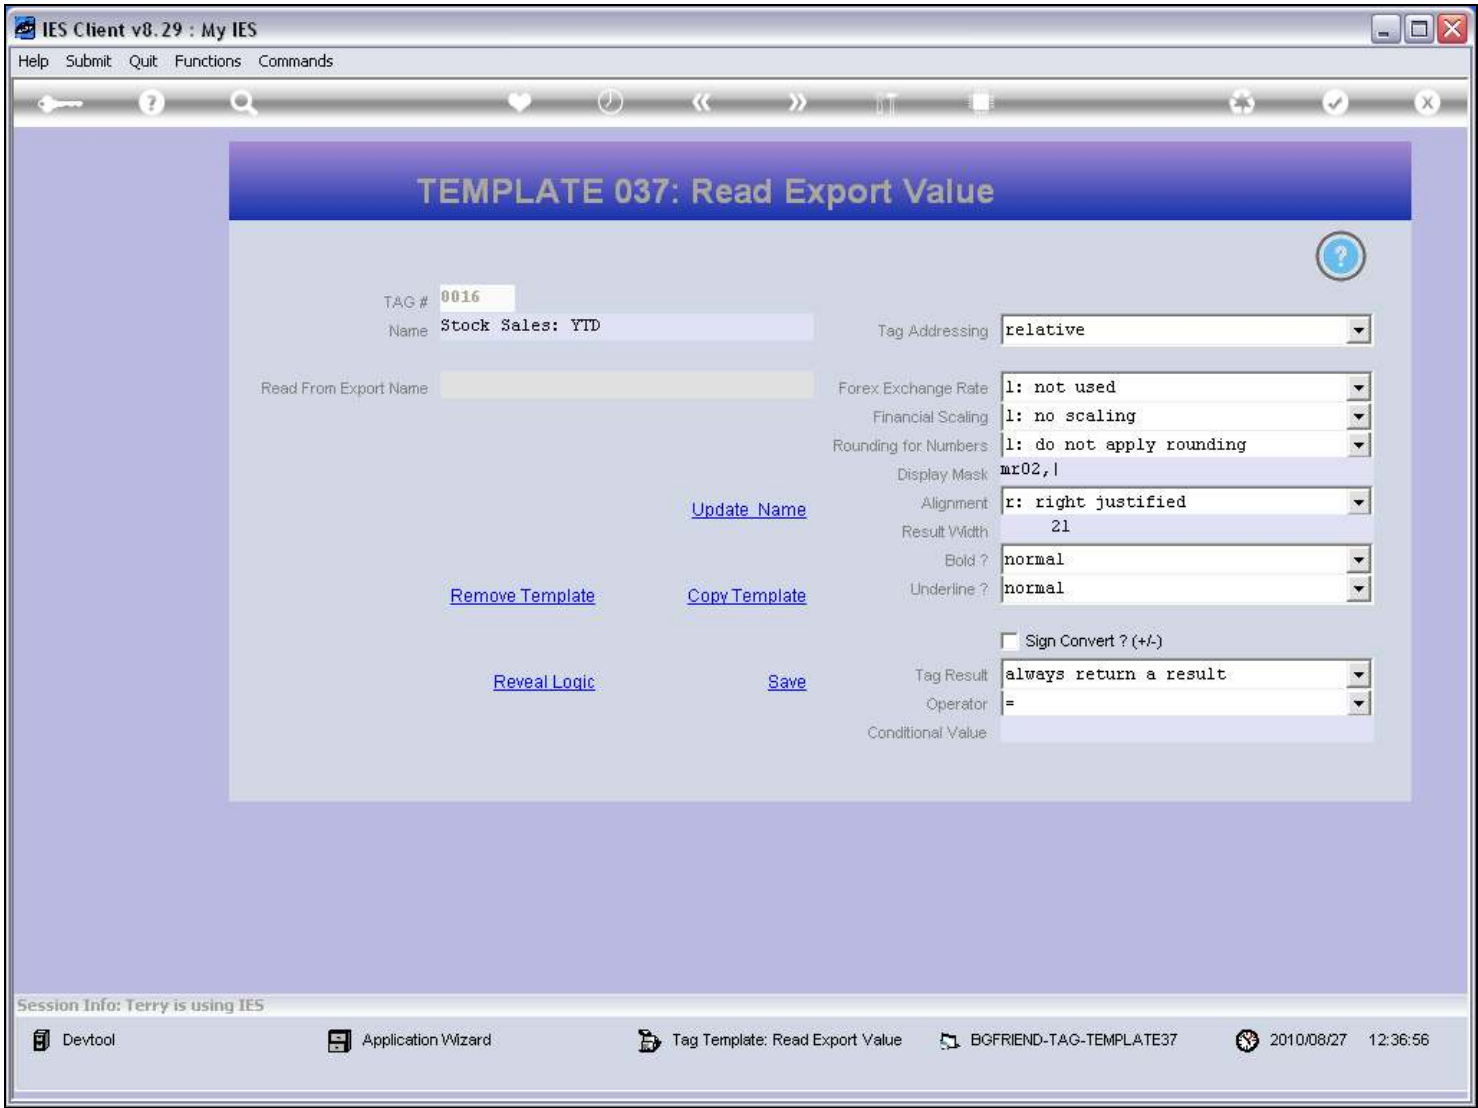 IES Client v8.29 : My IES
Help Submit Quit Functions Commands
TEMPLATE 037: Read Export Value
TAG # 0016
Name Stock Sales: YTD
Tag Addressing relative
Read From Export Name
Forex Exchange Rate 1: not used
Financial Scaling 1: no scaling
Rounding for Numbers 1: do not apply rounding
Display Mask mr02,|
Update Name
Alignment r: right justified
Result Width 21
Bold ? normal
Remove Template Copy Template
Underline ? normal
Sign Convert ? (+/-)
Reveal Logic Save
Tag Result always return a result
Operator =
Conditional Value
Session Info: Terry is using IES
Devtool Application Wizard Tag Template: Read Export Value BGFRIEND-TAG-TEMPLATE37 2010/08/27 12:36:56